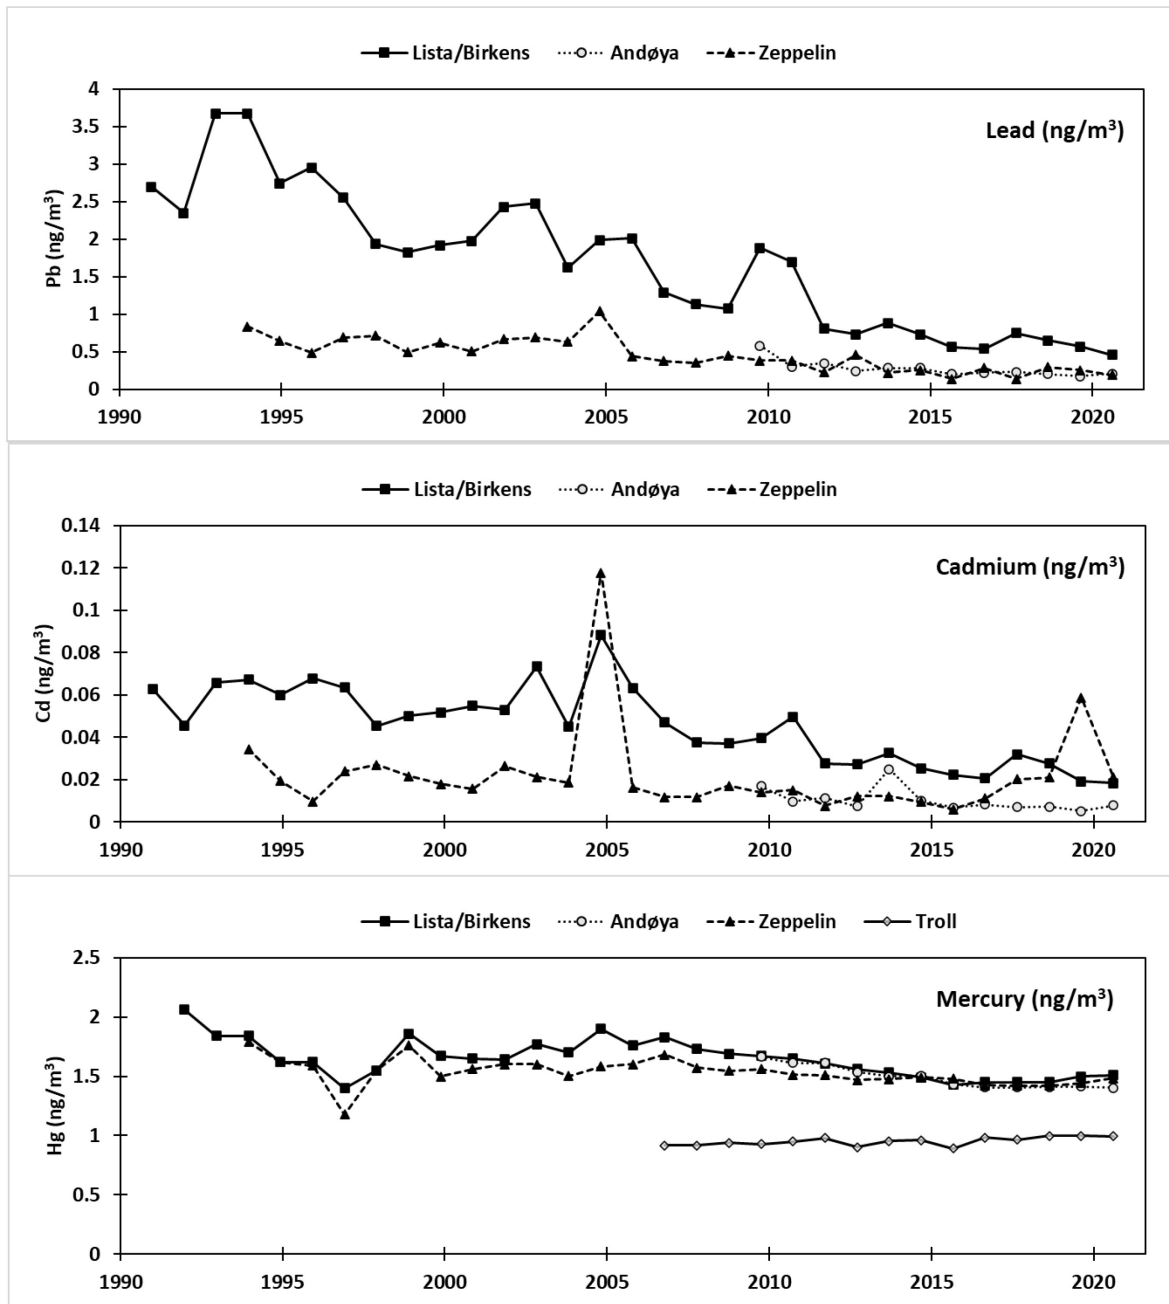 Lista/Birkens Andøya Zeppelin
Lead (ng/m³)
Pb (ng/m³)
4
3.5
3
2.5
2
1.5
1
0.5
0
1990 1995 2000 2005 2010 2015 2020
Lista/Birkens Andøya Zeppelin
Cadmium (ng/m³)
Cd (ng/m³)
0.14
0.12
0.1
0.08
0.06
0.04
0.02
0
1990 1995 2000 2005 2010 2015 2020
Lista/Birkens Andøya Zeppelin Troll
Mercury (ng/m³)
Hg (ng/m³)
2.5
2
1.5
1
0.5
0
1990 1995 2000 2005 2010 2015 2020